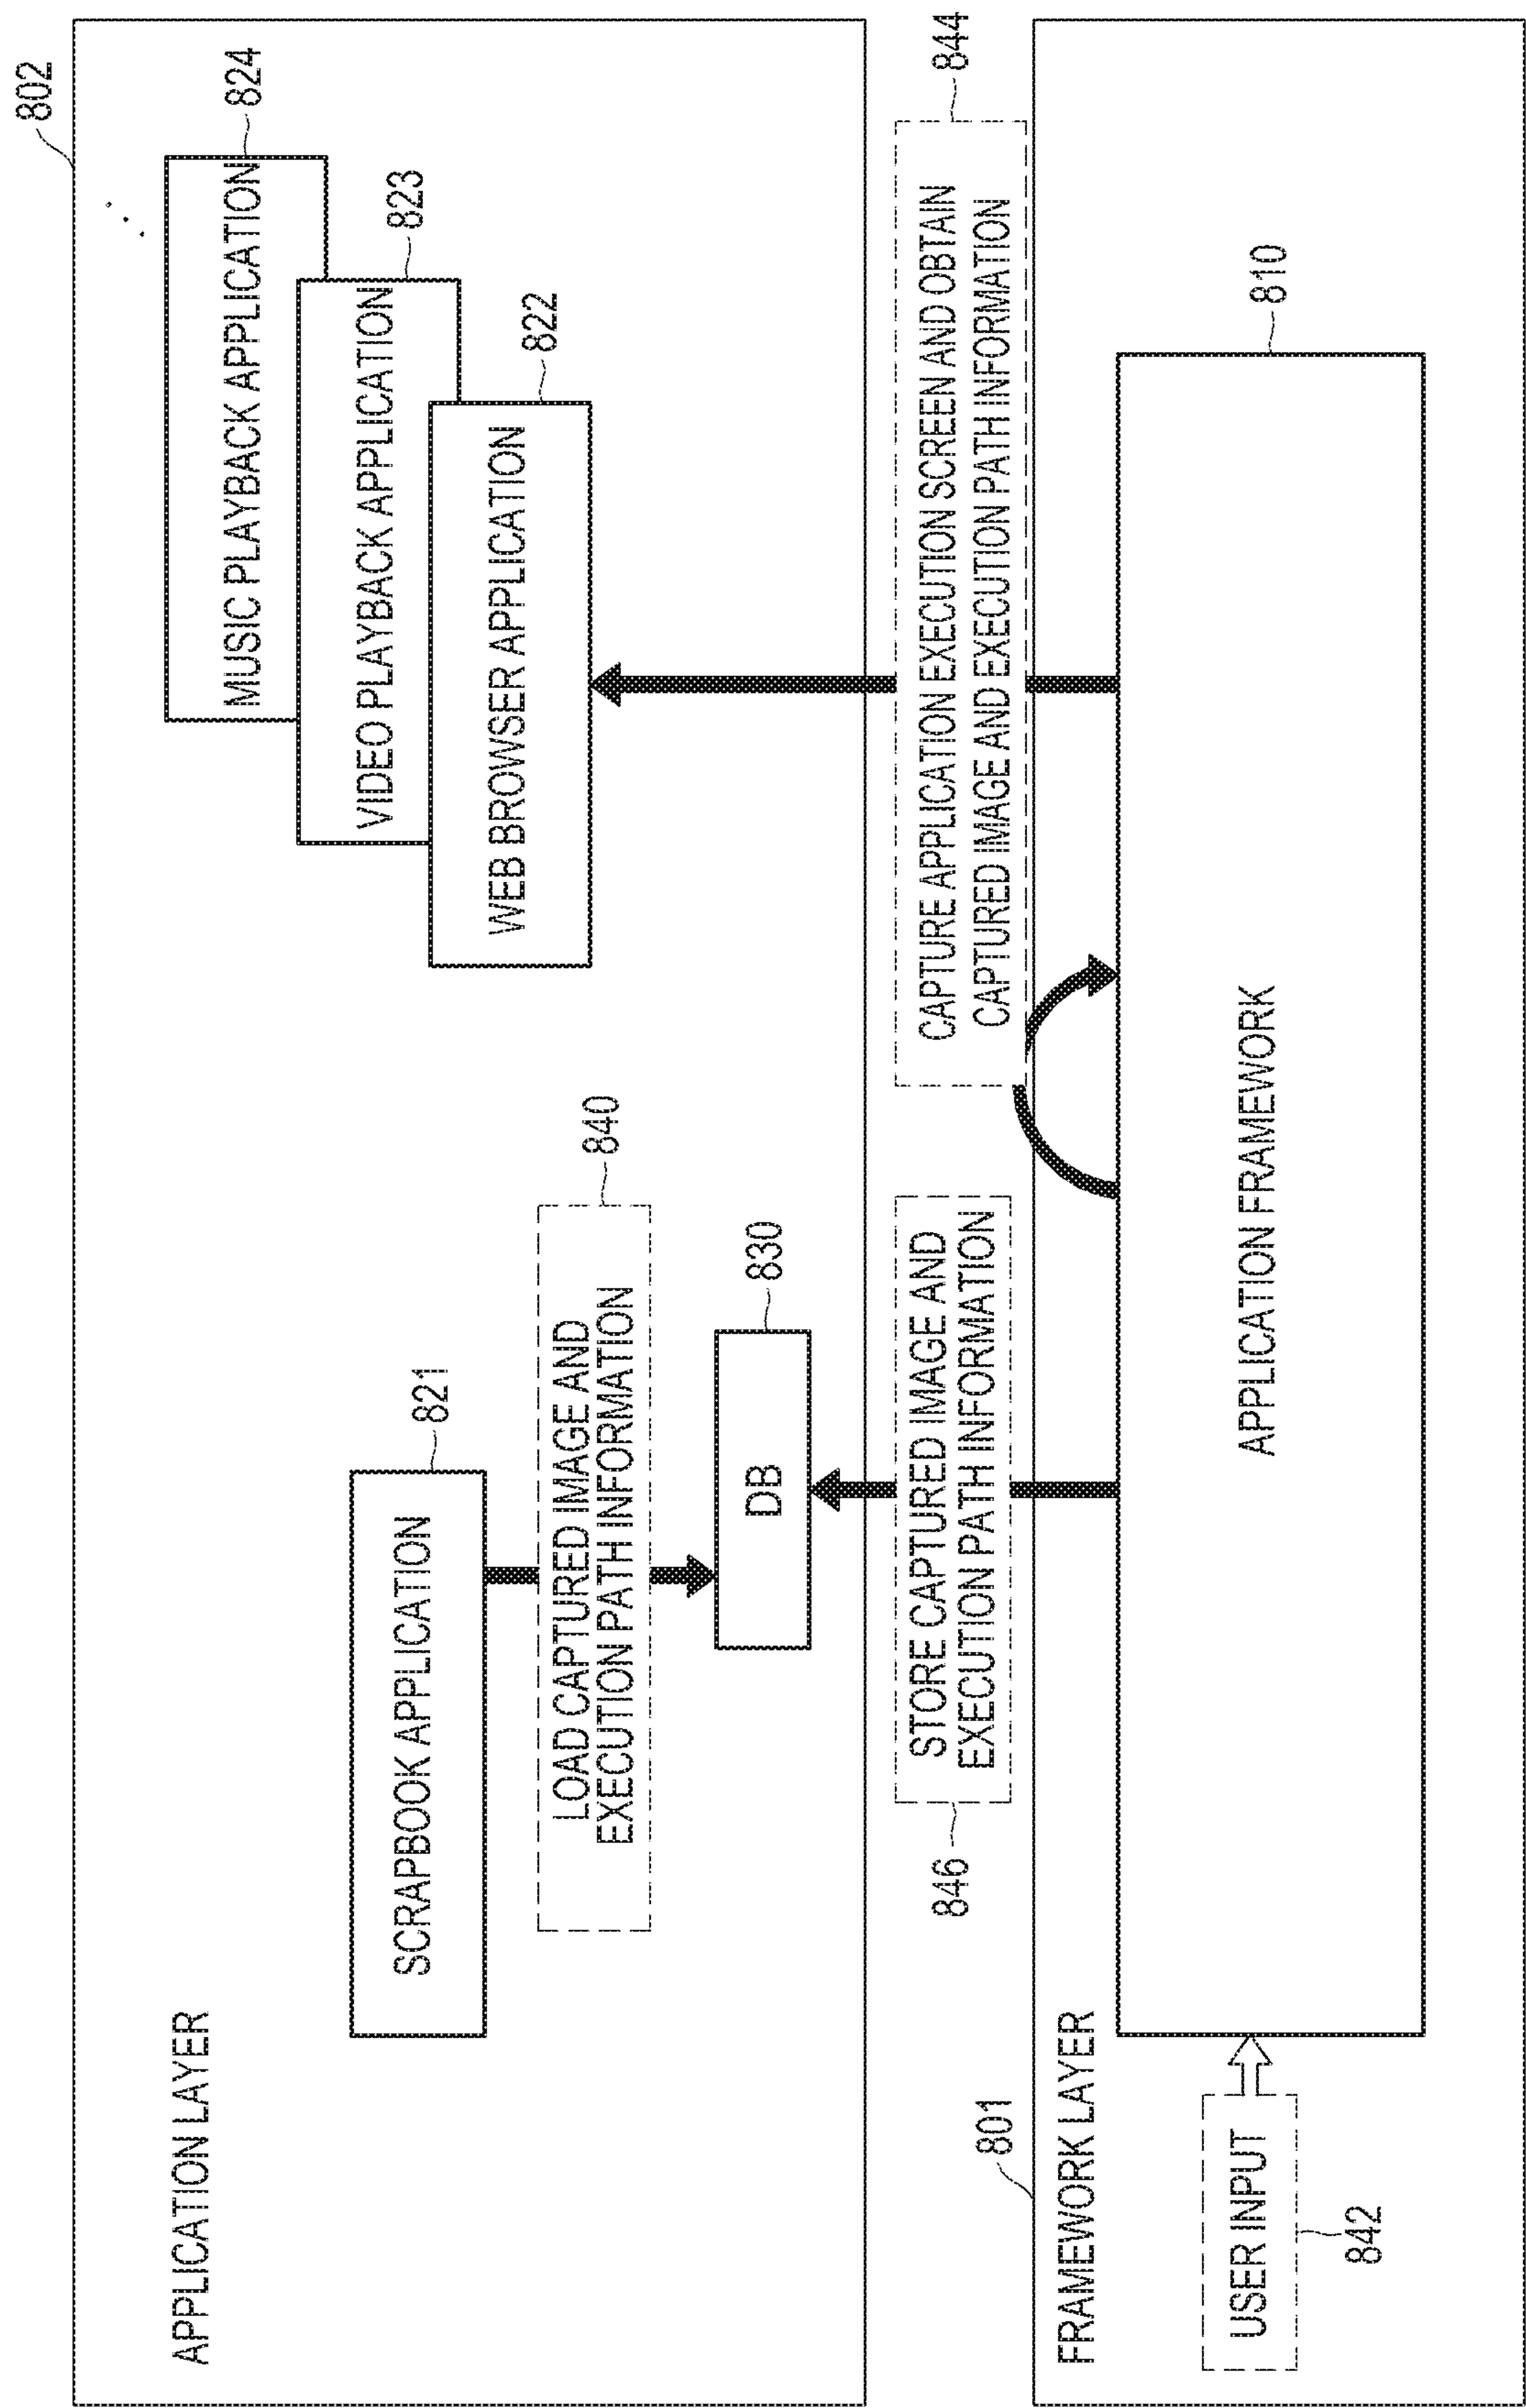 802
APPLICATION LAYER
MUSIC PLAYBACK APPLICATION
824
VIDEO PLAYBACK APPLICATION
823
WEB BROWSER APPLICATION
822
SCRAPBOOK APPLICATION
821
LOAD CAPTURED IMAGE AND
EXECUTION PATH INFORMATION
840
DB
830
STORE CAPTURED IMAGE AND
EXECUTION PATH INFORMATION
846
CAPTURE APPLICATION EXECUTION SCREEN AND OBTAIN
CAPTURED IMAGE AND EXECUTION PATH INFORMATION
844
801
FRAMEWORK LAYER
USER INPUT
842
APPLICATION FRAMEWORK
810